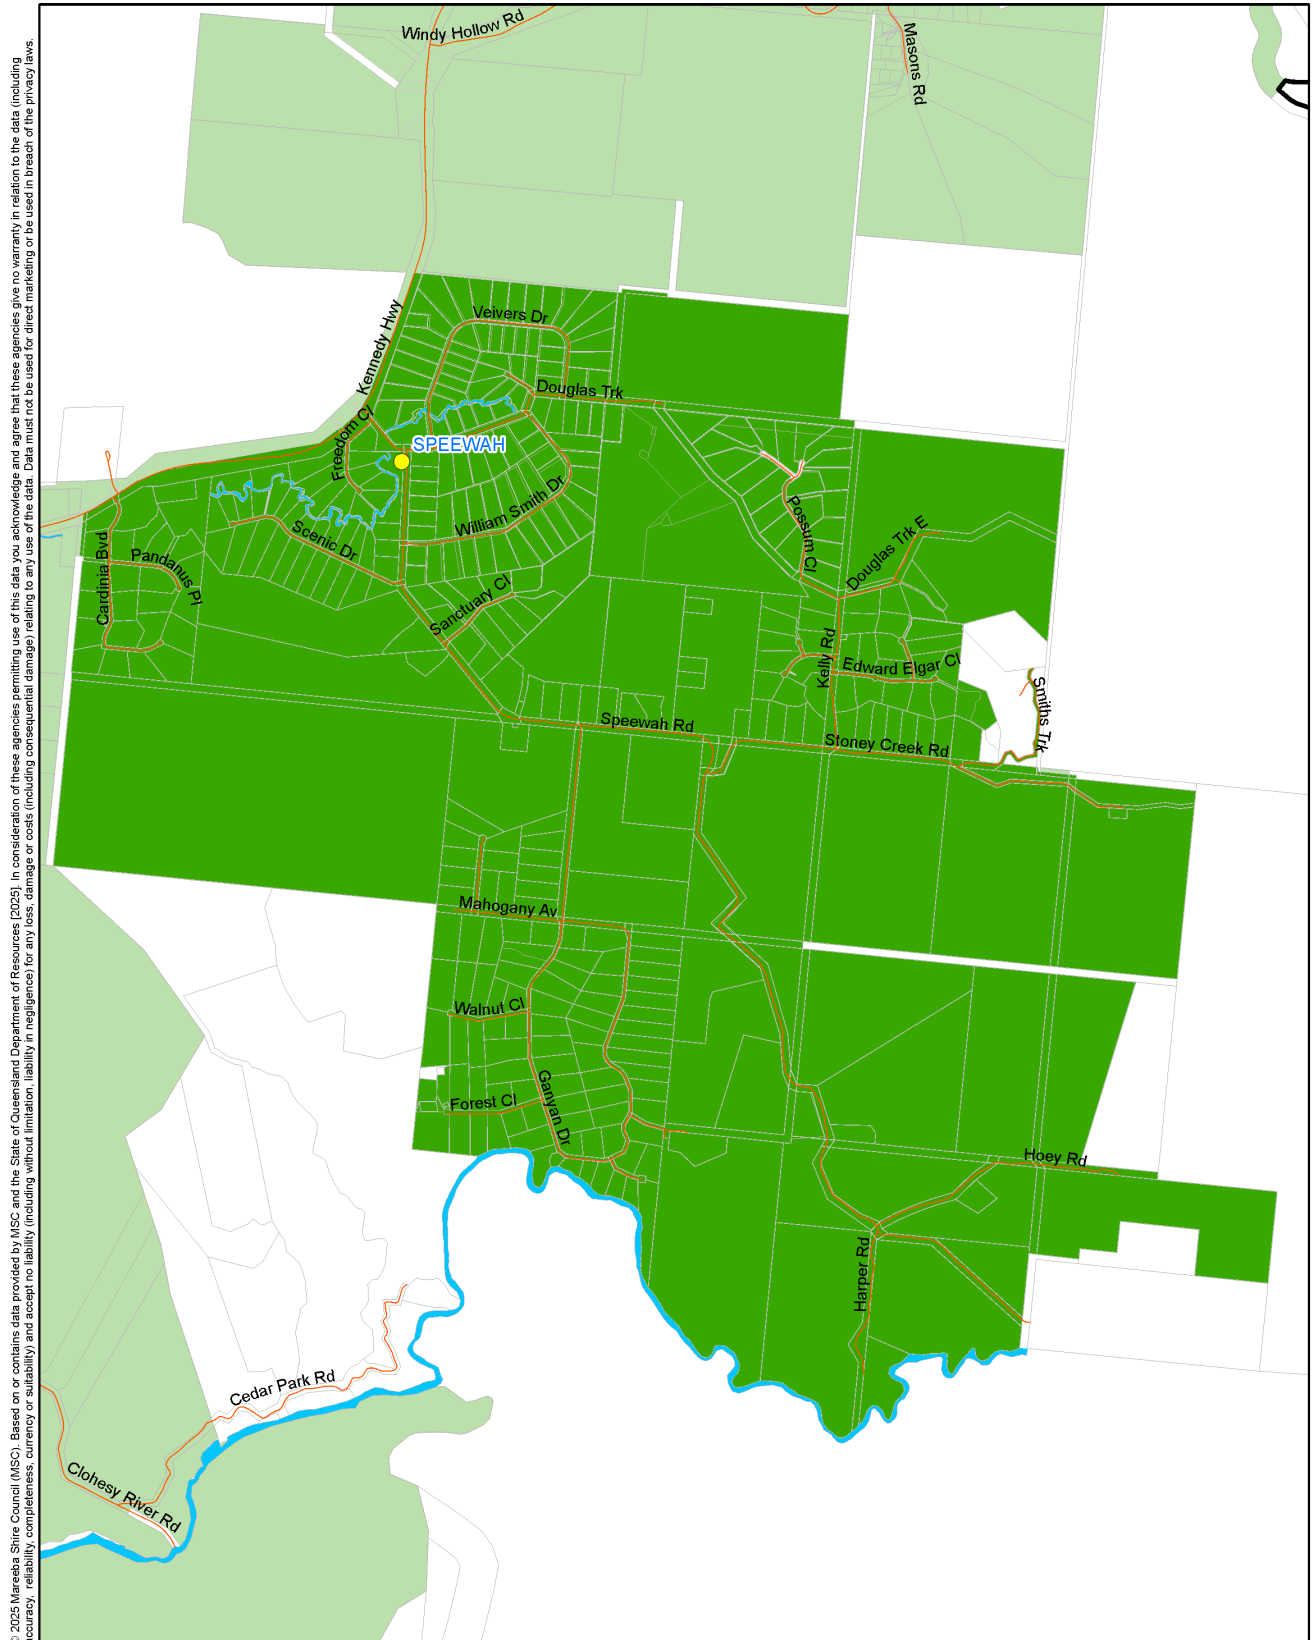 Windy Hollow Rd
Masons Rd
Kennedy Hwy
Veivers Dr
Douglas Trk
Freedom Cl
SPEEWAH
William Smith Dr
Scenic Dr
Possum Cl
Douglas Trk E
Cardinia Bvd
Pandanus Pl
Sanctuary Cl
Kelly Rd
Edward Elgar Cl
Smiths Trk
Speewah Rd
Stoney Creek Rd
Mahogany Av
Walnut Cl
Ganyan Dr
Forest Cl
Hoey Rd
Harper Rd
Cedar Park Rd
Clohesy River Rd
© 2025 Mareeba Shire Council (MSC). Based on or contains data provided by MSC and the State of Queensland Department of Resources [2025]. In consideration of these agencies permitting use of this data you acknowledge and agree that these agencies give no warranty in relation to the data (including
accuracy, reliability, completeness, currency or suitability) and accept no liability (including without limitation, liability in negligence) for any loss, damage or costs (including consequential damage) relating to any use of the data. Data must not be used for direct marketing or be used in breach of the privacy laws.